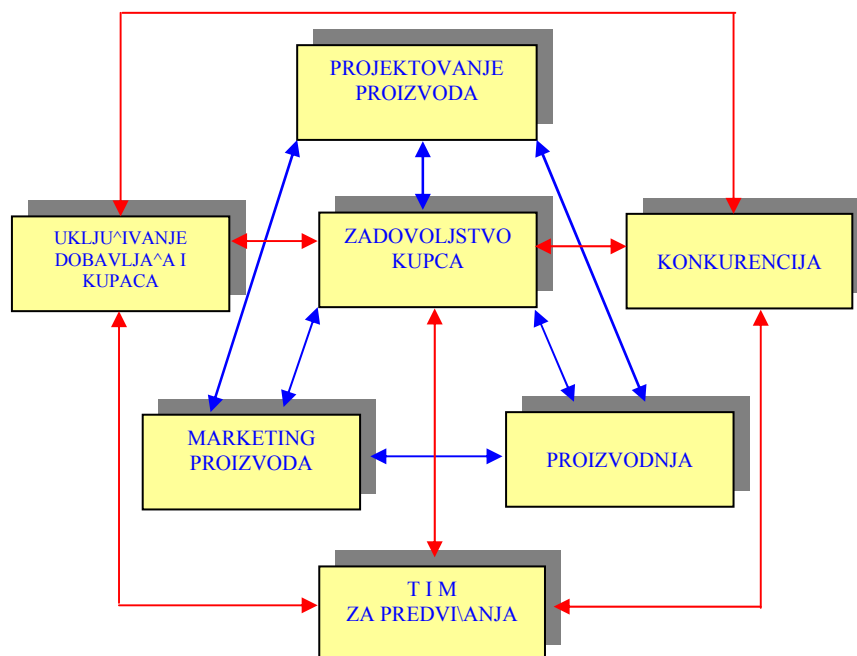 PROJEKTOVANJE
PROIZVODA
UKLJU^IVANJE
DOBAVLJA^A I
KUPACA
ZADOVOLJSTVO
KUPCA
KONKURENCIJA
MARKETING
PROIZVODA
PROIZVODNJA
T I M
ZA PREDVI\ANJA